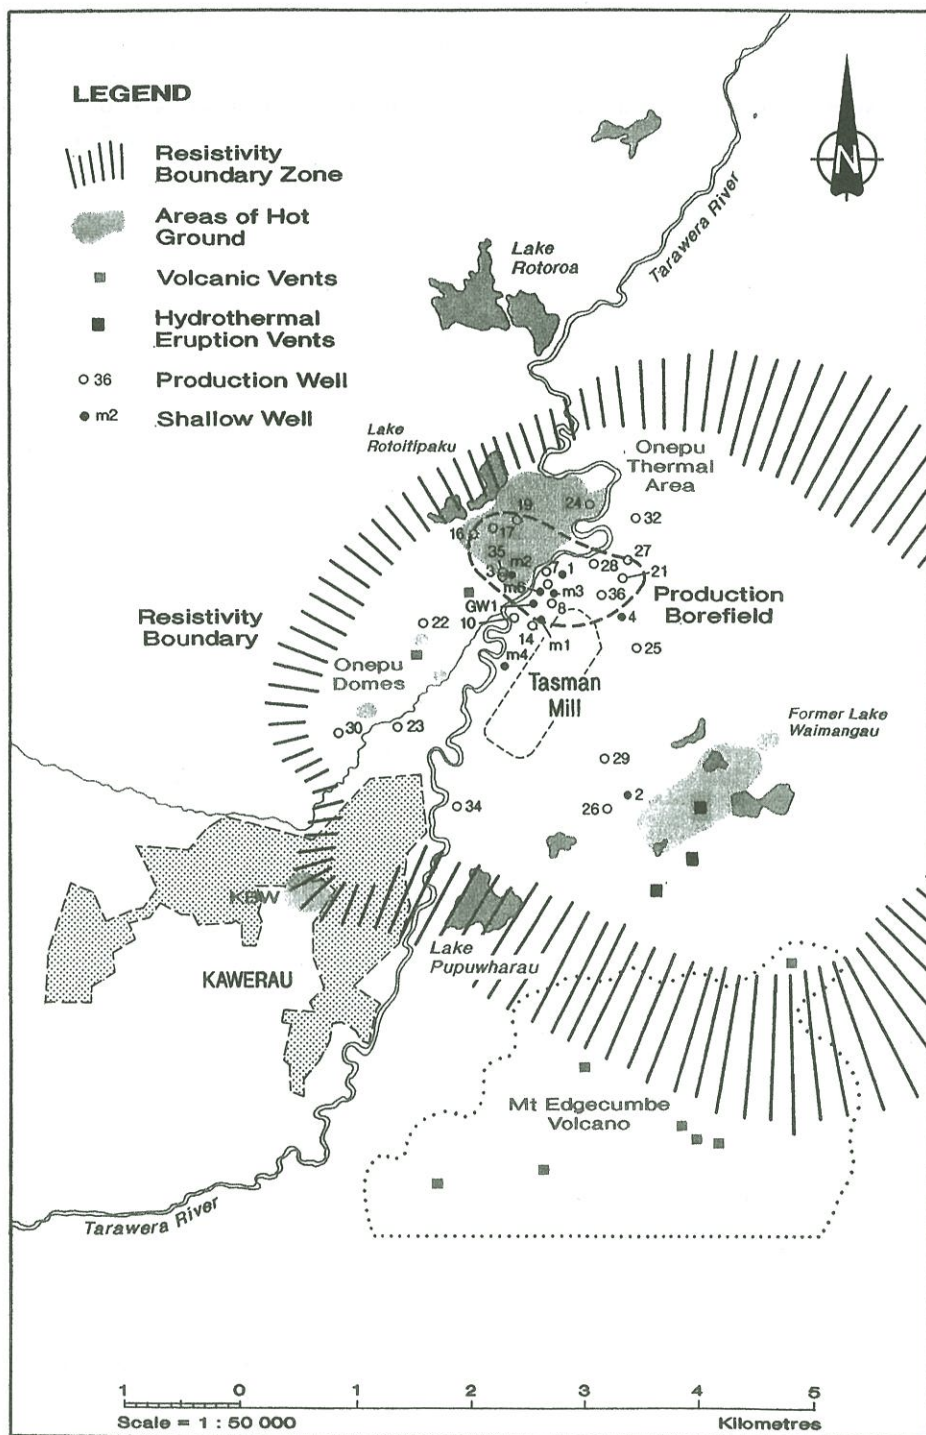 LEGEND
Resistivity
Boundary Zone
Areas of Hot
Ground
Volcanic Vents
Hydrothermal
Eruption Vents
36 Production Well
m2 Shallow Well
N
Tarawera River
Lake
Rotoroa
Lake
Rotoitipaku
Onepu
Thermal
Area
24
32
19
16
17
35
m2
3
m6
7
1
28
27
21
36
m3
8
GW1
10
14
m1
4
25
m4
22
Production
Borefield
Resistivity
Boundary
Onepu
Domes
Tasman
Mill
30
23
Former Lake
Waimangau
29
2
26
34
KBW
KAWERAU
Lake
Pupuwharau
Mt Edgecumbe
Volcano
Tarawera River
1 0 1 2 3 4 5
Scale = 1 : 50 000
Kilometres